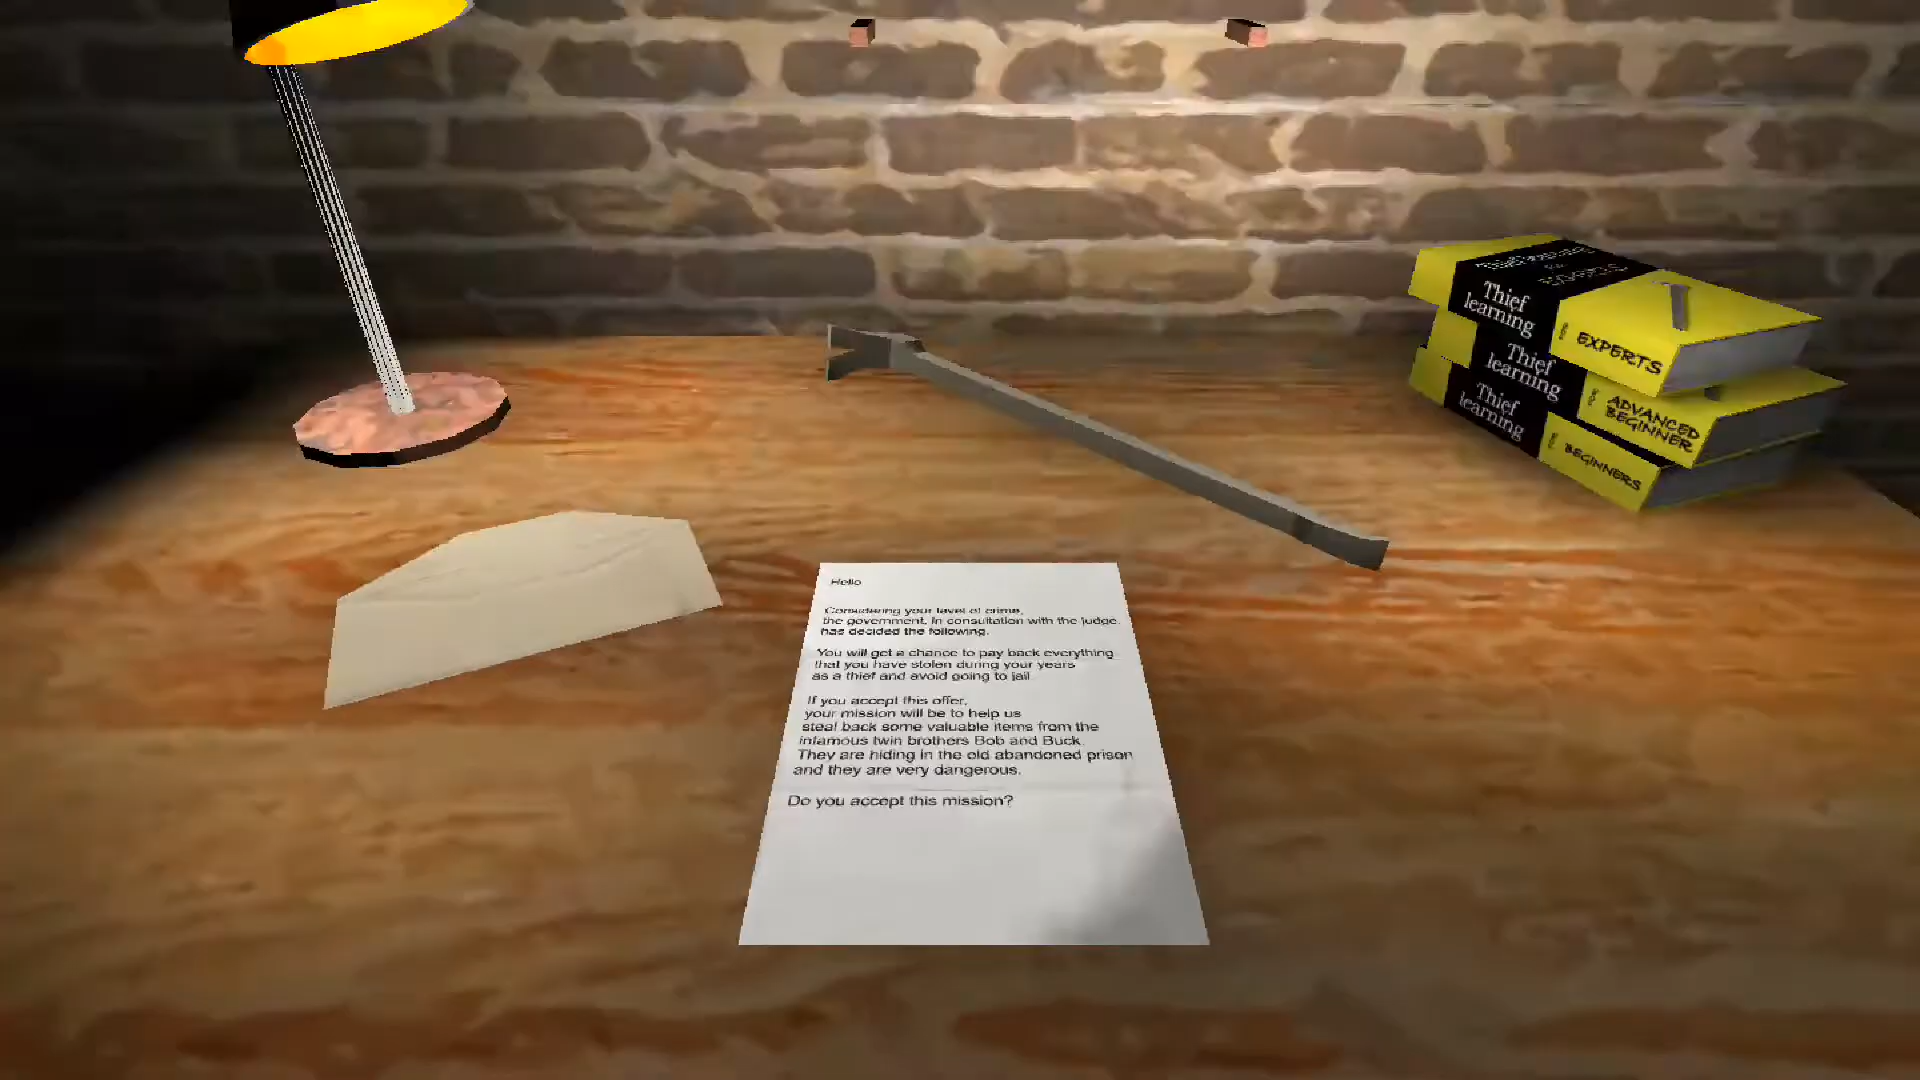 Thief
learning
for
EXPERTS
EXPERTS
Thief
learning
ADVANCED
BEGINNER
Thief
learning
BEGINNERS
Hello
Considering your level of crime,
the government. In consultation with the judge.
has decided the following.
You will get a chance to pay back everything
that you have stolen during your years
as a thief and avoid going to jail.
If you accept this offer,
your mission will be to help us
steal back some valuable items from the
infamous twin brothers Bob and Buck.
They are hiding in the old abandoned prison
and they are very dangerous.
Do you accept this mission?